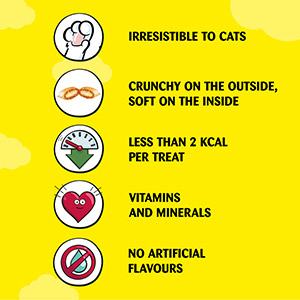 IRRESISTIBLE TO CATS
CRUNCHY ON THE OUTSIDE,
SOFT ON THE INSIDE
LESS THAN 2 KCAL
PER TREAT
VITAMINS
AND MINERALS
NO ARTIFICIAL
FLAVOURS